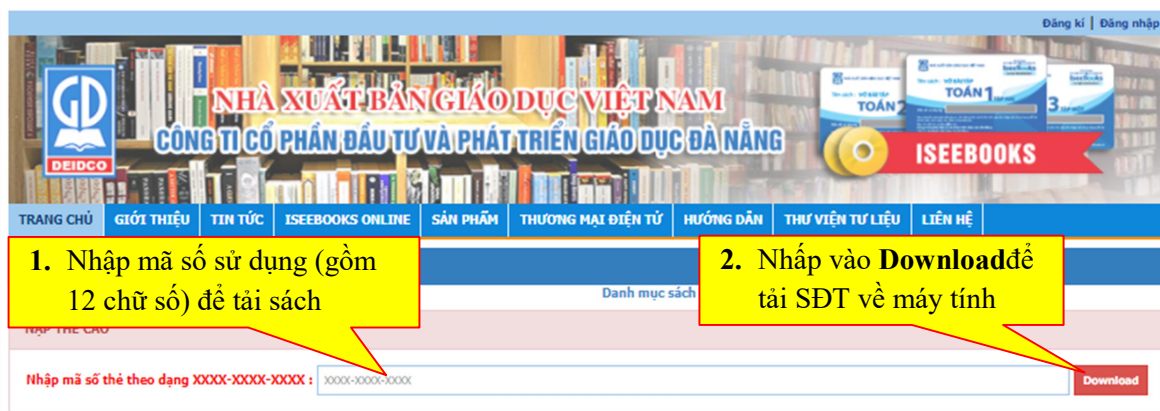 Đăng kí | Đăng nhập
NHÀ XUẤT BẢN GIÁO DỤC VIỆT NAM
CÔNG TI CỔ PHẦN ĐẦU TƯ VÀ PHÁT TRIỂN GIÁO DỤC ĐÀ NẴNG
DEIDCO
TOÁN 2
TOÁN 1
3
ISEEBOOKS
TRANG CHỦ GIỚI THIỆU TIN TỨC ISEEBOOKS ONLINE SẢN PHẨM THƯƠNG MẠI ĐIỆN TỬ HƯỚNG DẪN THƯ VIỆN TƯ LIỆU LIÊN HỆ
1. Nhập mã số sử dụng (gồm
12 chữ số) để tải sách
2. Nhấp vào Downloadđể
tải SĐT về máy tính
Danh mục sách
NẠP THẺ CÀO
Nhập mã số thẻ theo dạng XXXX-XXXX-XXXX : XXXX-XXXX-XXXX Download